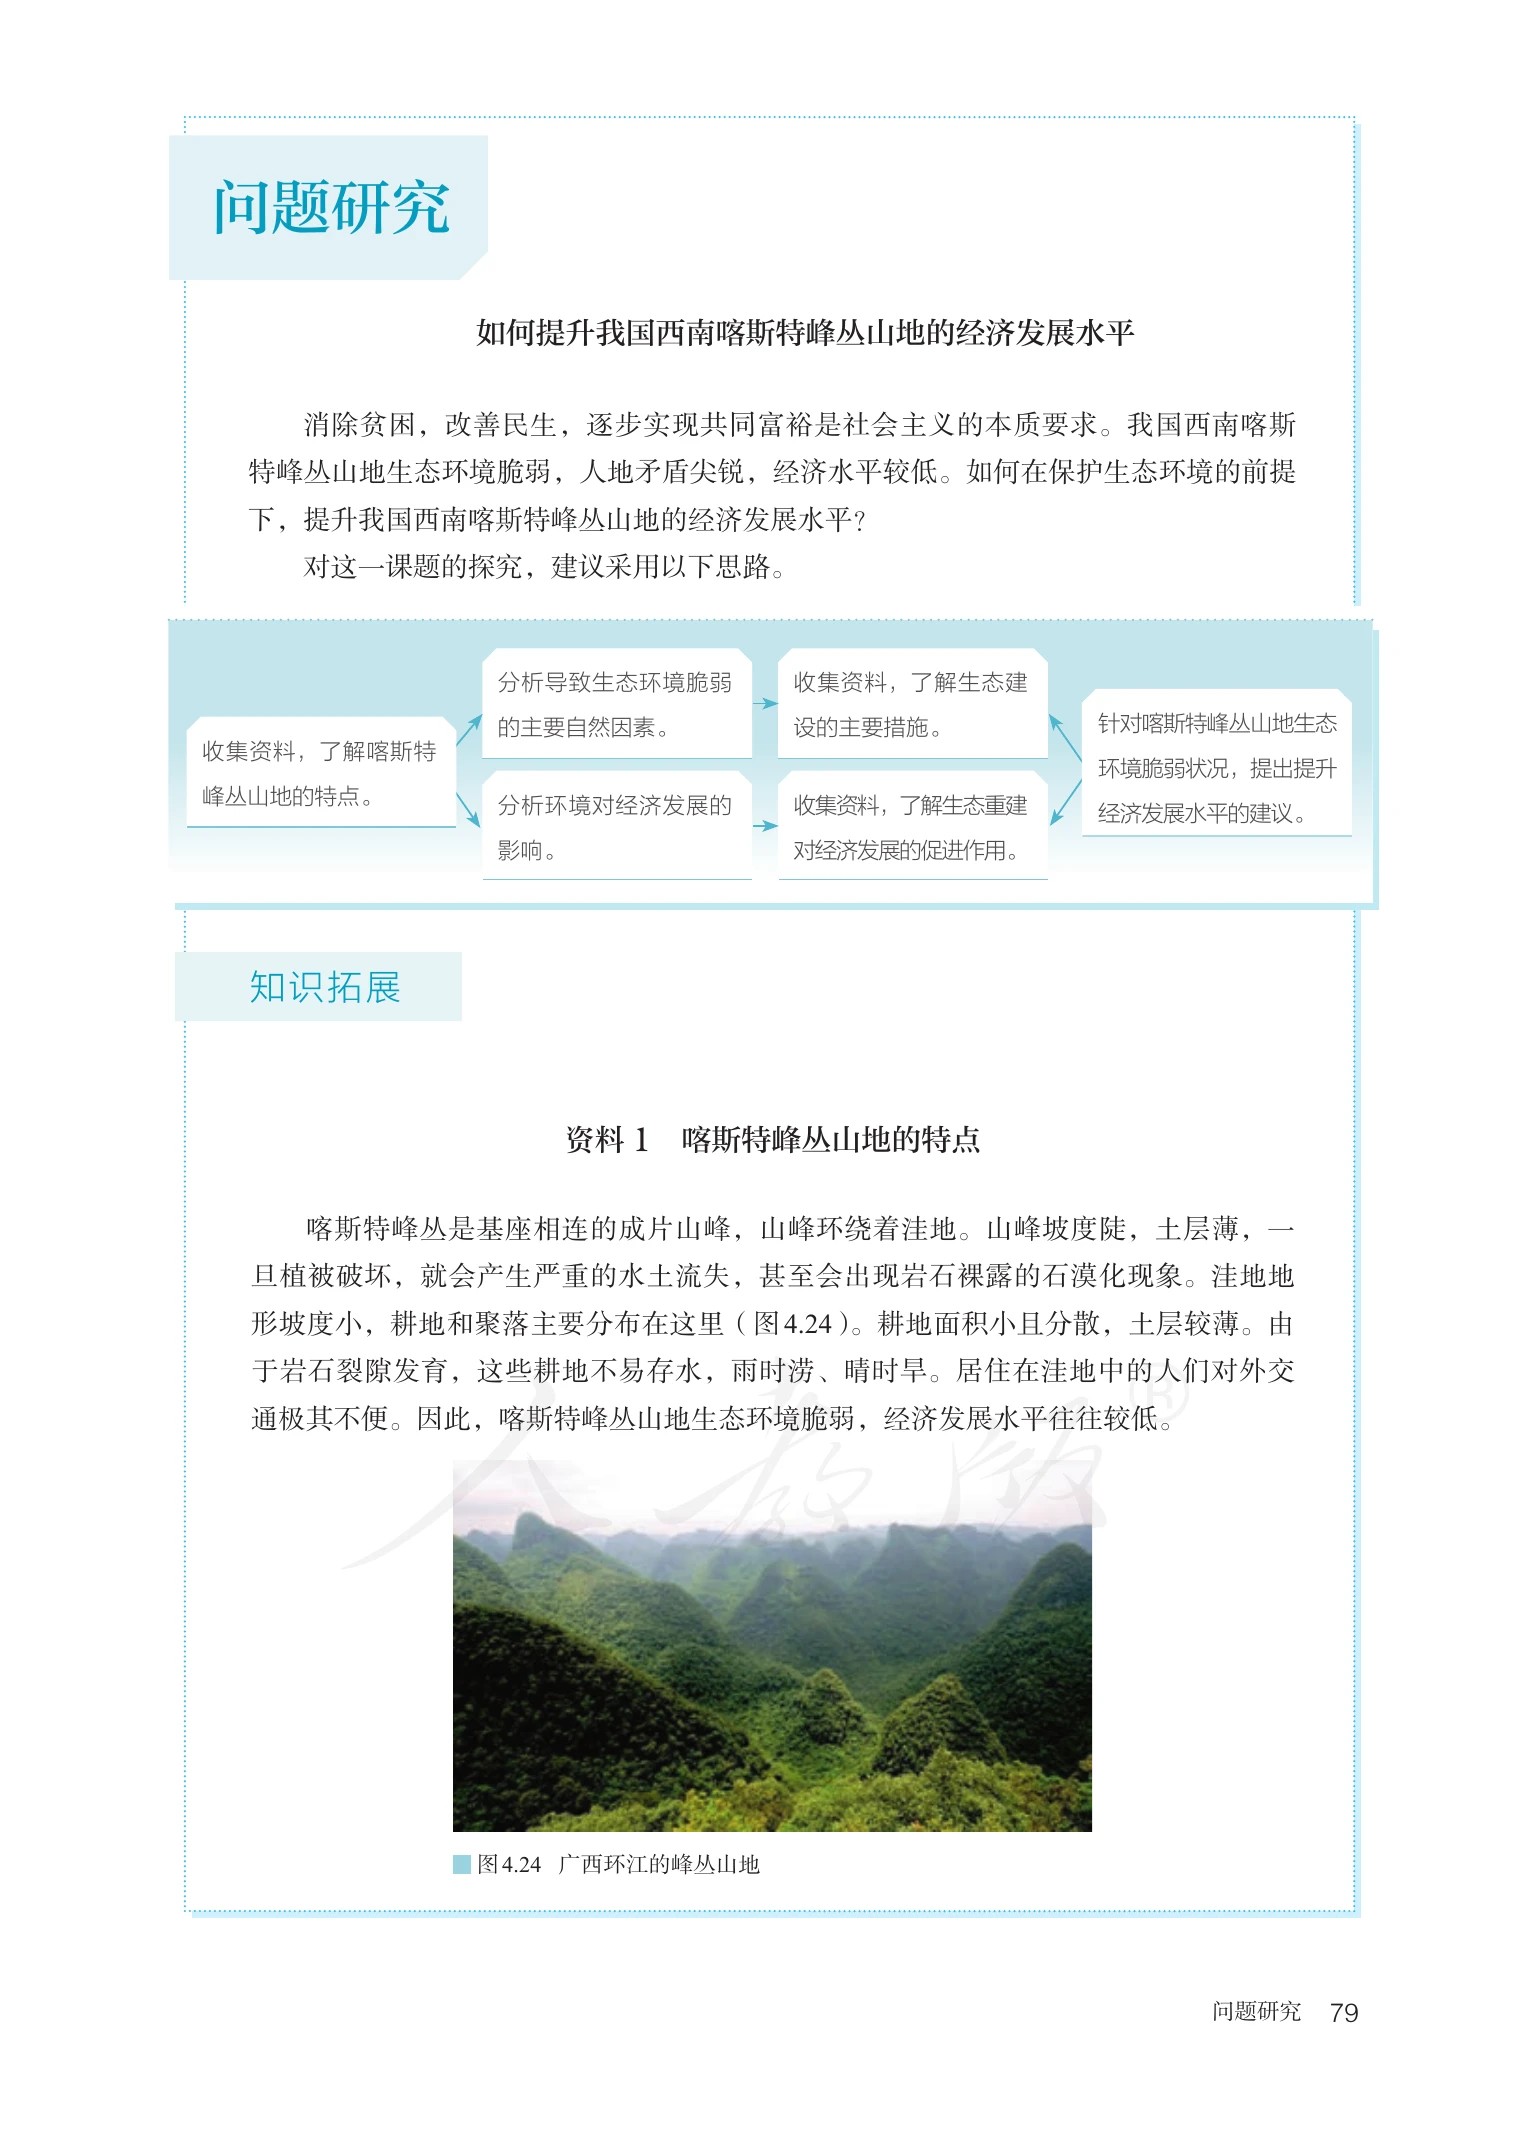 问题研究
如何提升我国西南喀斯特峰丛山地的经济发展水平
消除贫困，改善民生，逐步实现共同富裕是社会主义的本质要求。我国西南喀斯
特峰丛山地生态环境脆弱，人地矛盾尖锐，经济水平较低。如何在保护生态环境的前提
下，提升我国西南喀斯特峰丛山地的经济发展水平？
对这一课题的探究，建议采用以下思路。
收集资料，了解喀斯特
峰丛山地的特点。
分析导致生态环境脆弱
的主要自然因素。
收集资料，了解生态建
设的主要措施。
分析环境对经济发展的
影响。
收集资料，了解生态重建
对经济发展的促进作用。
针对喀斯特峰丛山地生态
环境脆弱状况，提出提升
经济发展水平的建议。
知识拓展
资料 1 喀斯特峰丛山地的特点
喀斯特峰丛是基座相连的成片山峰，山峰环绕着洼地。山峰坡度陡，土层薄，一
旦植被破坏，就会产生严重的水土流失，甚至会出现岩石裸露的石漠化现象。洼地地
形坡度小，耕地和聚落主要分布在这里（图4.24）。耕地面积小且分散，土层较薄。由
于岩石裂隙发育，这些耕地不易存水，雨时涝、晴时旱。居住在洼地中的人们对外交
通极其不便。因此，喀斯特峰丛山地生态环境脆弱，经济发展水平往往较低。
人教版®
图4.24 广西环江的峰丛山地
问题研究 79